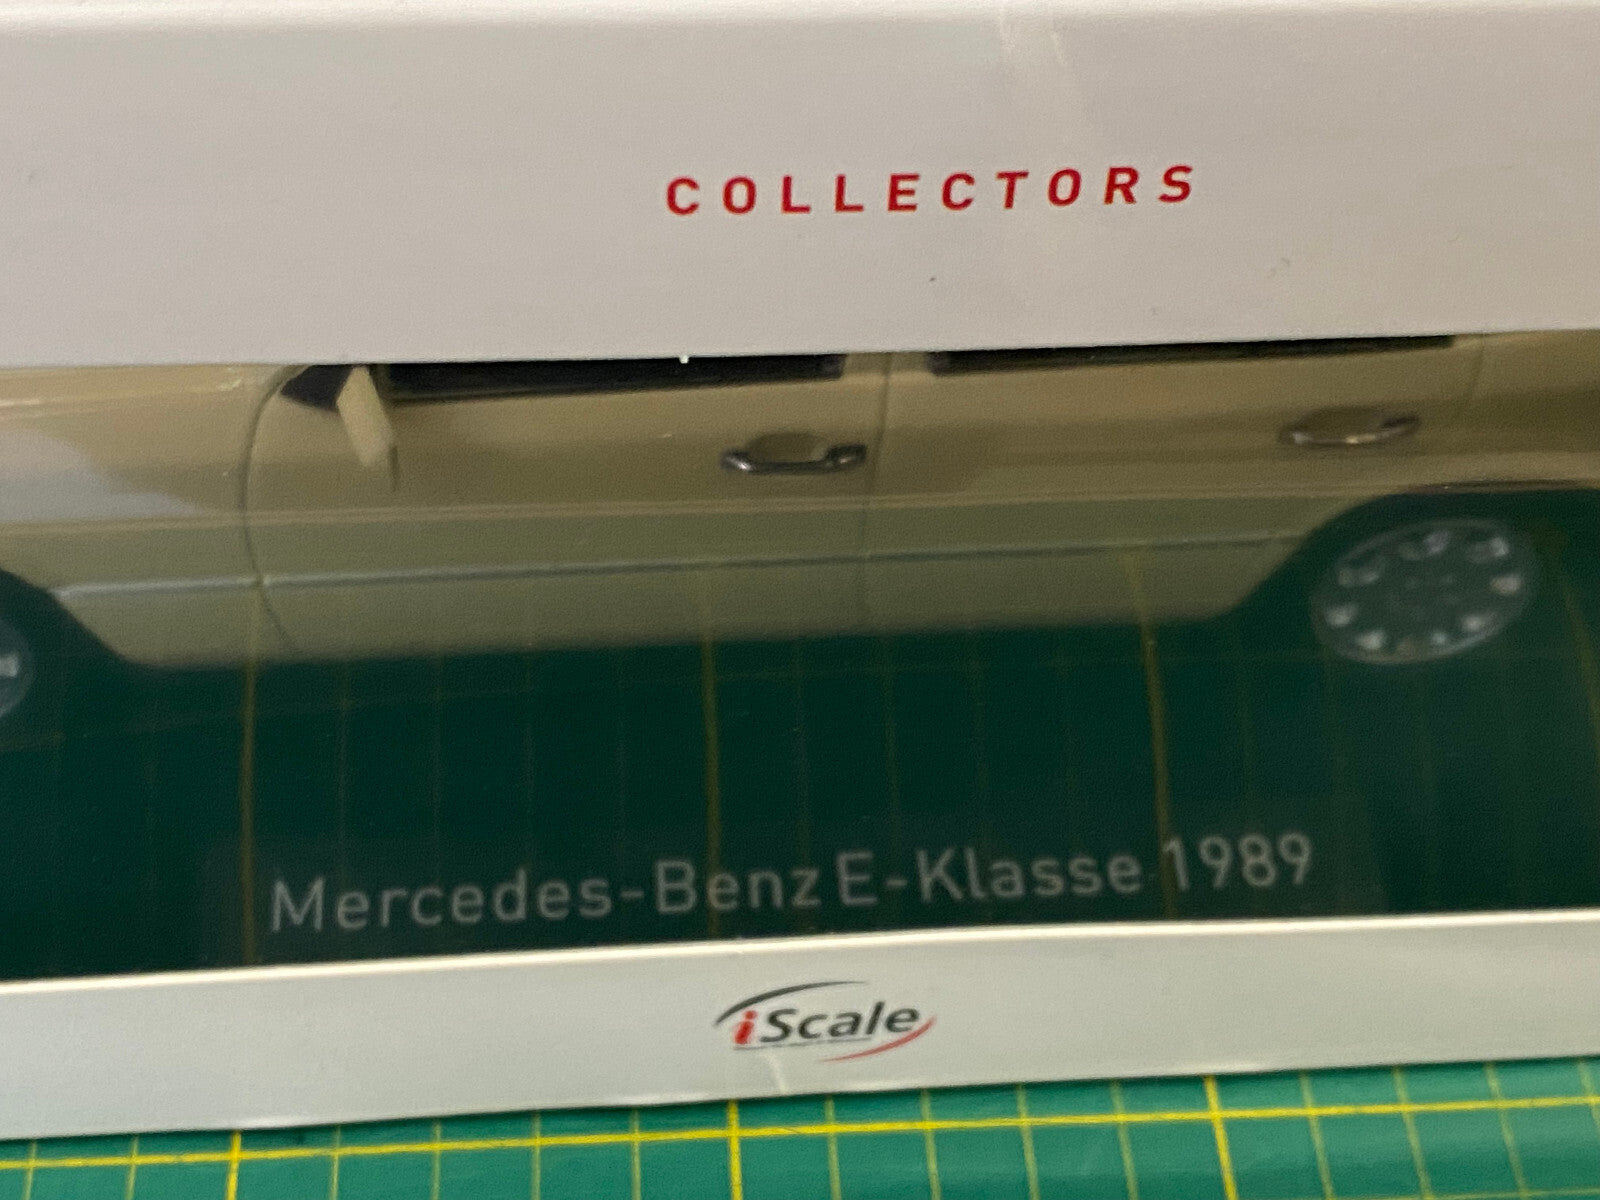 COLLECTORS
Mercedes-Benz E-Klasse 1989
iScale